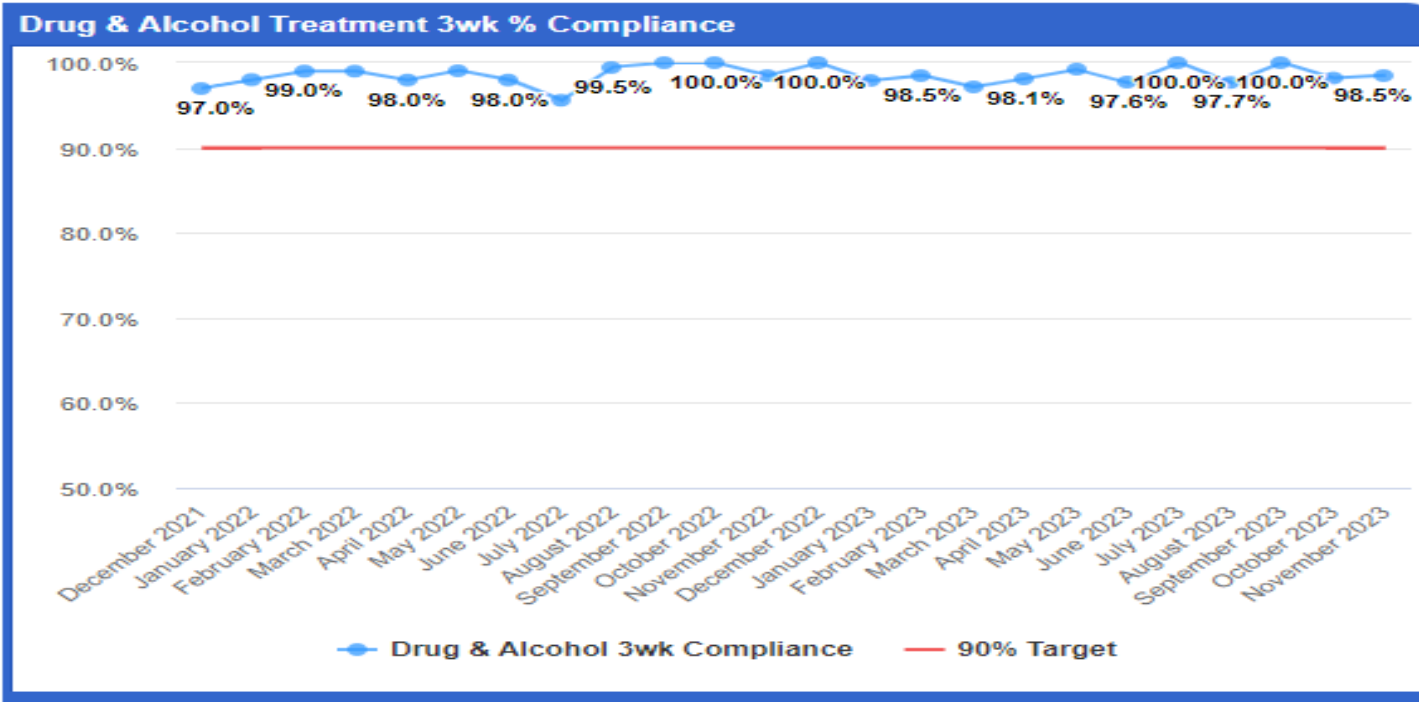 Drug & Alcohol Treatment 3wk % Compliance
100.0%
90.0%
80.0%
70.0%
60.0%
50.0%
97.0%
99.0%
98.0%
98.0%
99.5%
100.0%
100.0%
98.5%
98.1%
97.6%
100.0%
97.7%
100.0%
98.5%
December 2021
January 2022
February 2022
March 2022
April 2022
May 2022
June 2022
July 2022
August 2022
September 2022
October 2022
November 2022
December 2022
January 2023
February 2023
March 2023
April 2023
May 2023
June 2023
July 2023
August 2023
September 2023
October 2023
November 2023
Drug & Alcohol 3wk Compliance
90% Target